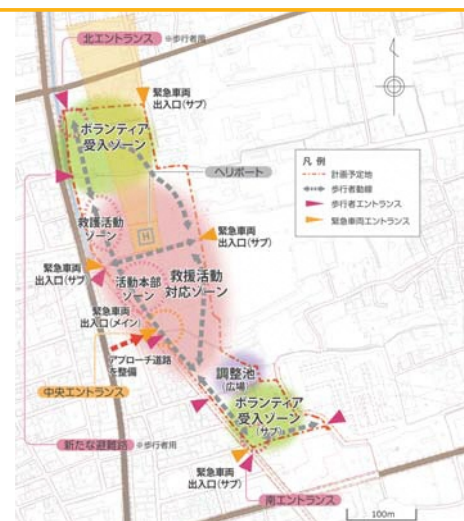 北エントランス ※歩行者用
緊急車両
出入口(サブ)
ボランティア
受入ゾーン
ヘリポート
凡 例
計画予定地
歩行者動線
歩行者エントランス
緊急車両エントランス
救護活動
ゾーン
H
緊急車両
出入口(サブ)
緊急車両
出入口(サブ
活動本部
ゾーン
救援活動
対応ゾーン
緊急車両
出入口(メイン)
アプローチ道路
を整備
中央エントランス
調整池
(広場)
ボランティア
受入ゾーン
(サブ)
新たな避難路 ※歩行者用
緊急車両
出入口(サブ)
南エントランス
100m